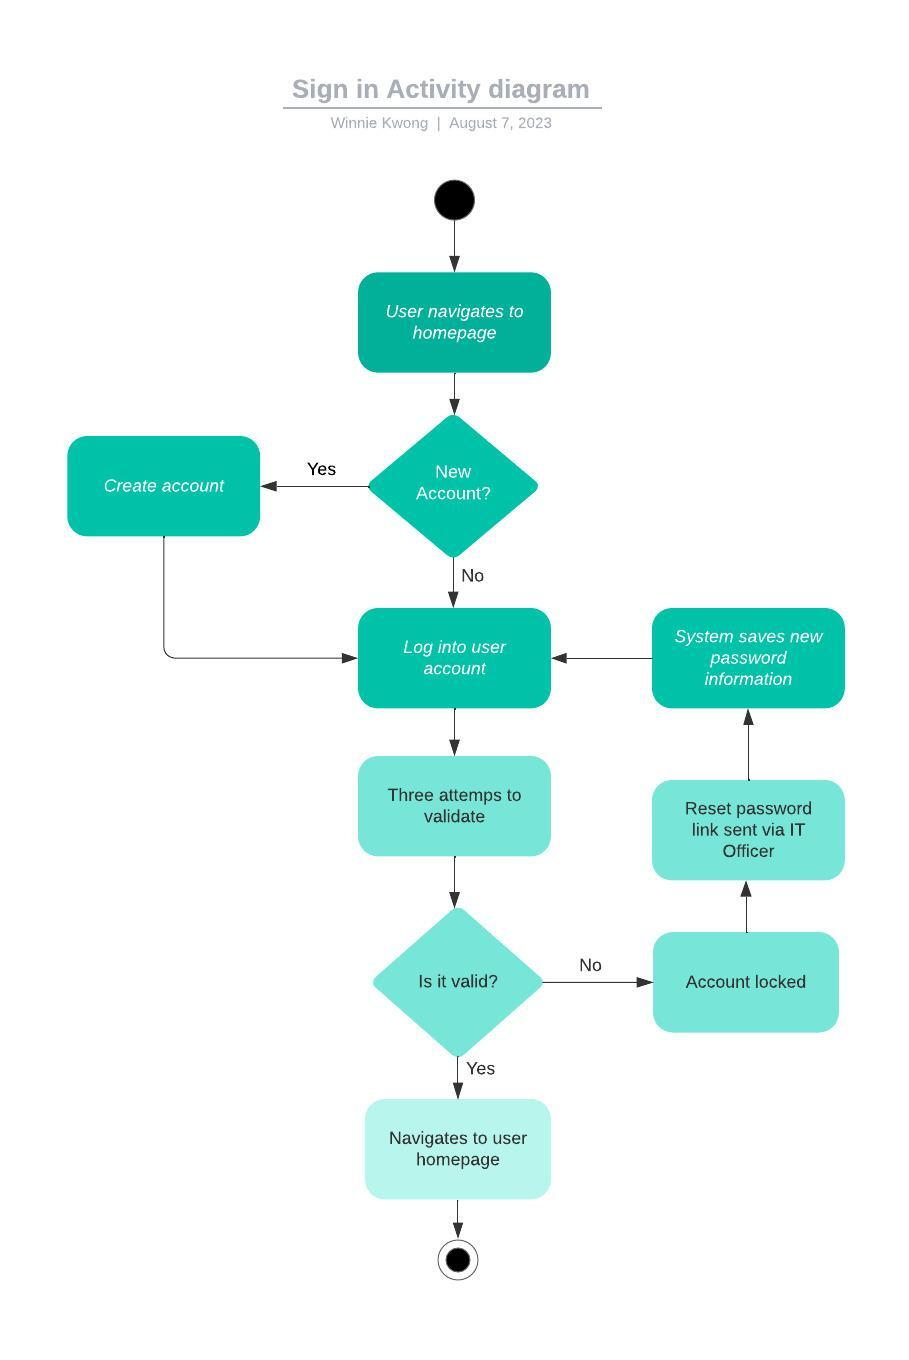 Sign in Activity diagram
Winnie Kwong | August 7, 2023
User navigates to
homepage
New
Account?
Yes
Create account
No
Log into user
account
System saves new
password
information
Three attemps to
validate
Reset password
link sent via IT
Officer
Is it valid?
No
Account locked
Yes
Navigates to user
homepage